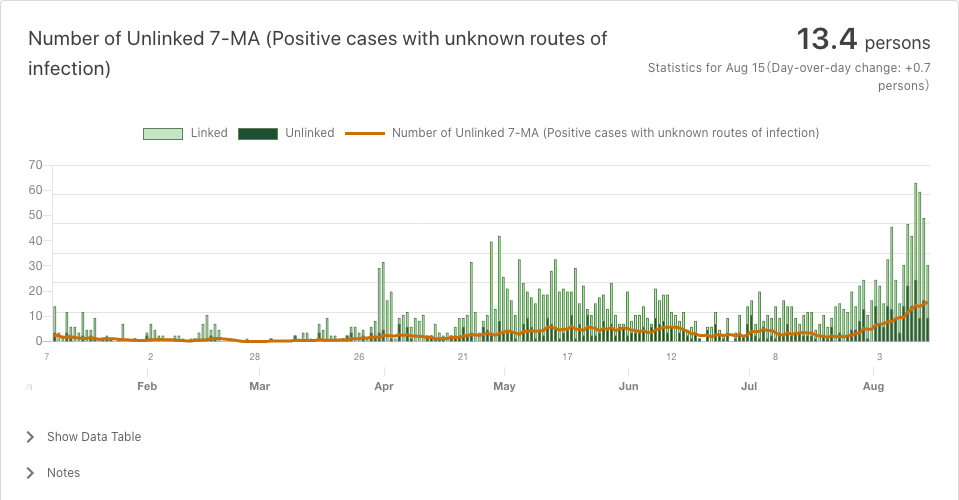 Number of Unlinked 7-MA (Positive cases with unknown routes of
infection)
13.4 persons
Statistics for Aug 15(Day-over-day change: +0.7
persons)
Linked
Unlinked
Number of Unlinked 7-MA (Positive cases with unknown routes of infection)
70
60
50
40
30
20
10
0
7
2
28
26
21
17
12
8
3
n
Feb
Mar
Apr
May
Jun
Jul
Aug
Show Data Table
Notes